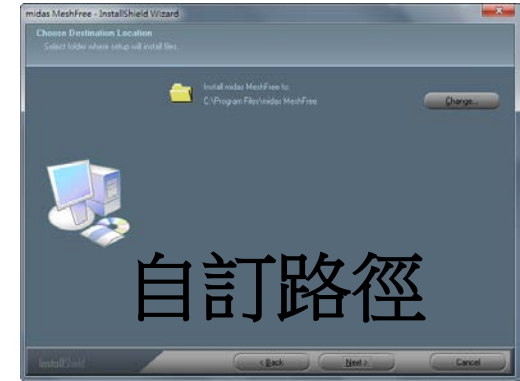 midas MeshFree - InstallShield Wizard
Choose Destination Location
Select folder where setup will install files.
Install midas MeshFree to:
C:\Program Files\midas MeshFree
Change...
自訂路徑
InstallShield
< Back
Next >
Cancel